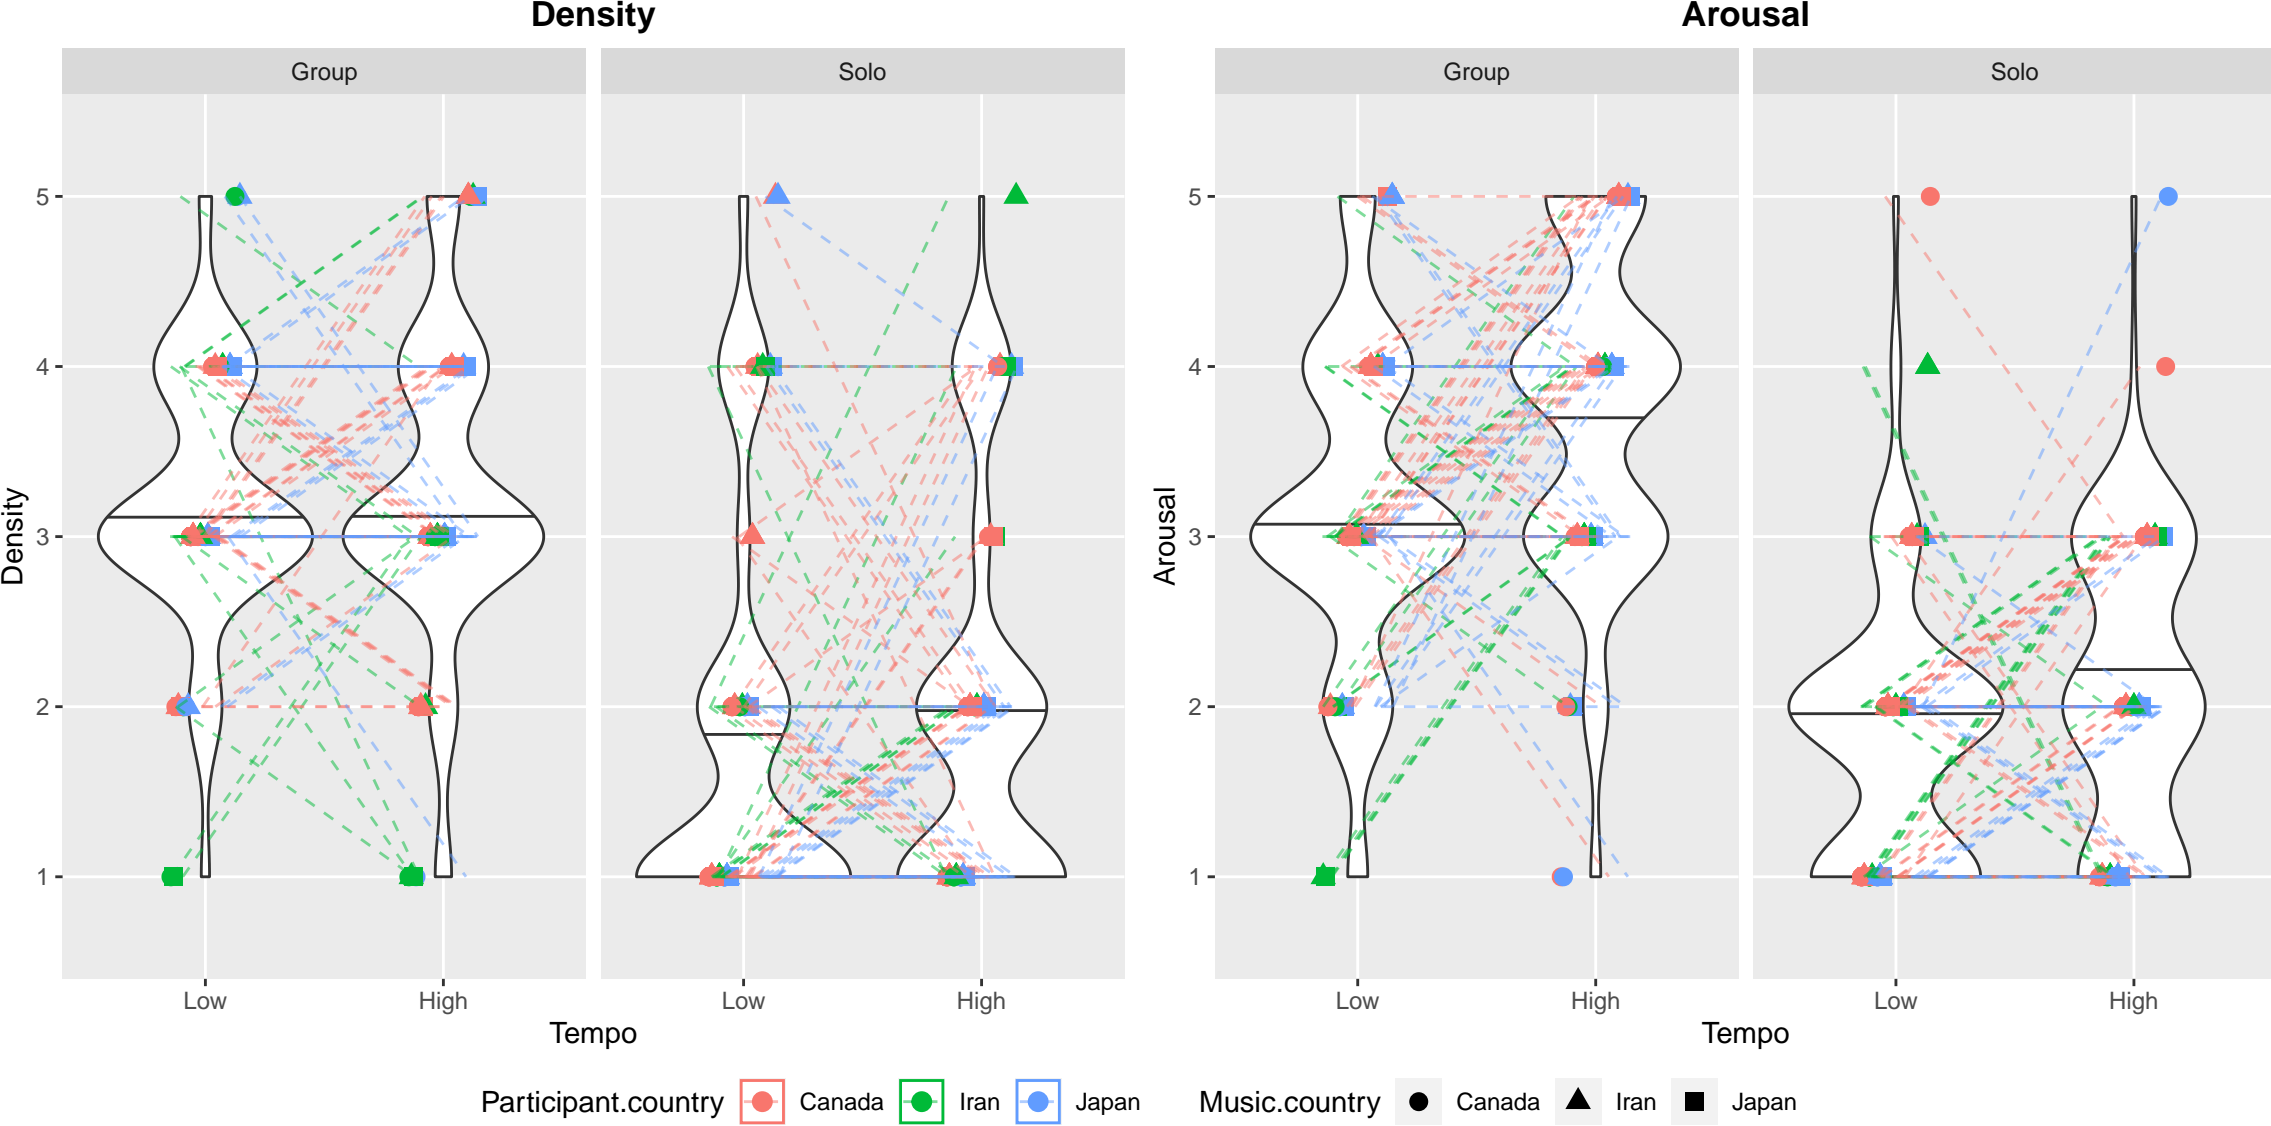 Density
Arousal
Group
Solo
Group
Solo
Density
5
4
3
2
1
Arousal
5
4
3
2
1
Low
High
Low
High
Low
High
Low
High
Tempo
Tempo
Participant.country Canada Iran Japan Music.country Canada Iran Japan